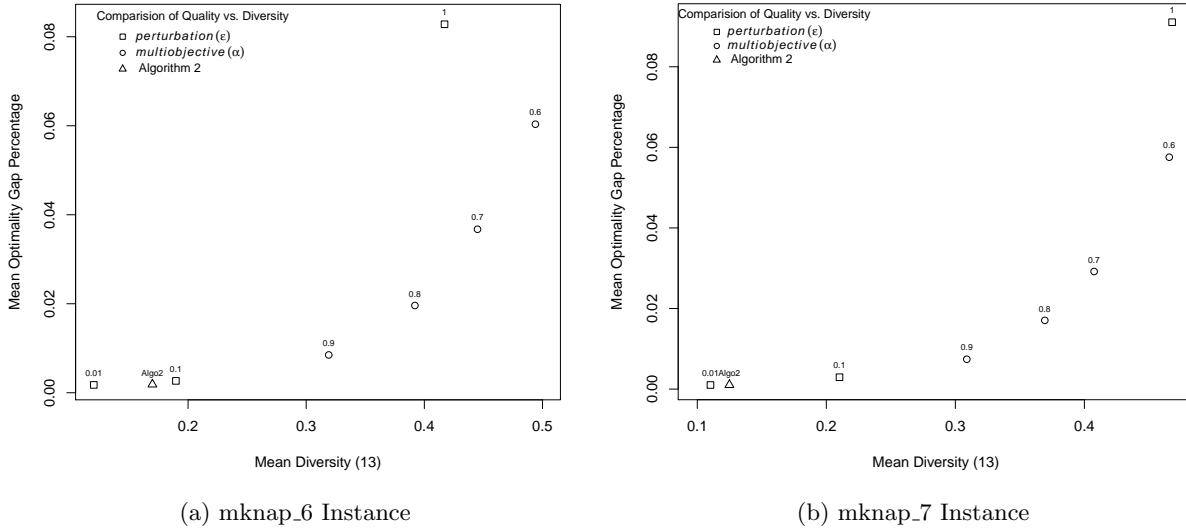 Comparision of Quality vs. Diversity
perturbation(ε)
multiobjective(α)
Algorithm 2
Mean Optimality Gap Percentage
0.08
0.06
0.04
0.02
0.00
1
0.6
0.7
0.8
0.9
0.01
Algo2
0.1
0.2
0.3
0.4
0.5
Mean Diversity (13)
(a) mknap_6 Instance
Comparision of Quality vs. Diversity
perturbation(ε)
multiobjective(α)
Algorithm 2
Mean Optimality Gap Percentage
0.08
0.06
0.04
0.02
0.00
1
0.6
0.7
0.8
0.9
0.1
0.01
Algo2
0.1
0.2
0.3
0.4
Mean Diversity (13)
(b) mknap_7 Instance